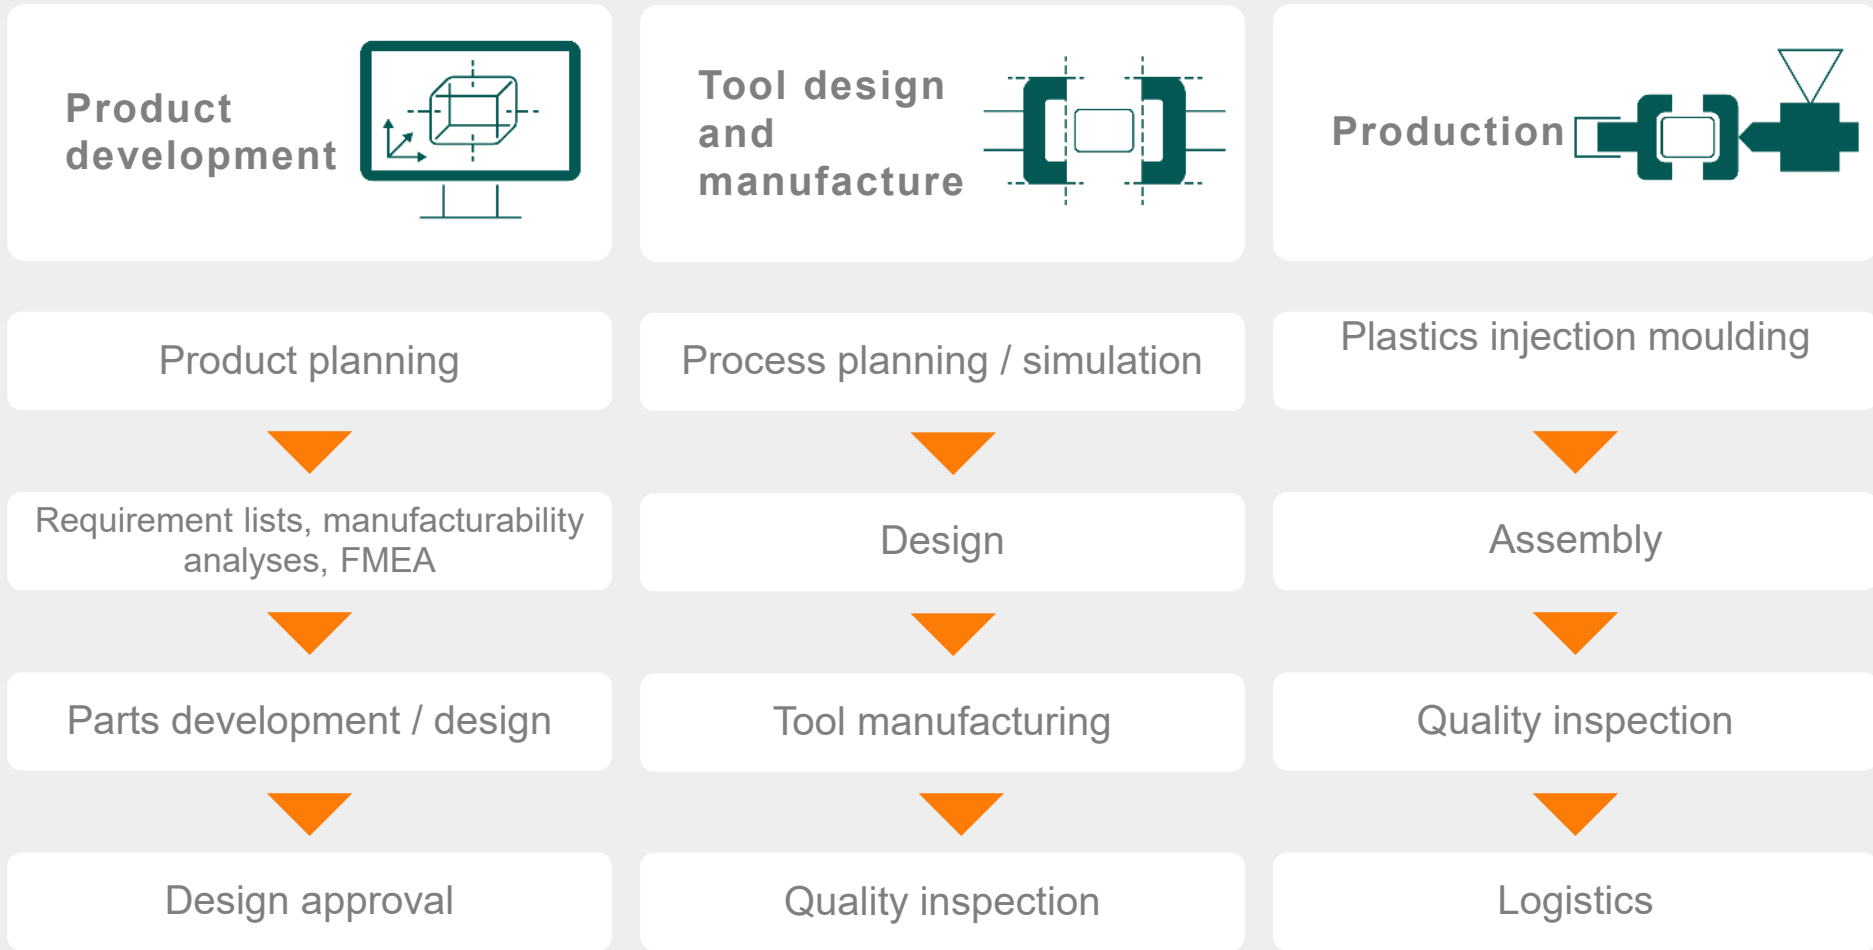 Product
development
Tool design
and
manufacture
Production
Product planning
Process planning / simulation
Plastics injection moulding
Requirement lists, manufacturability
analyses, FMEA
Design
Assembly
Parts development / design
Tool manufacturing
Quality inspection
Design approval
Quality inspection
Logistics